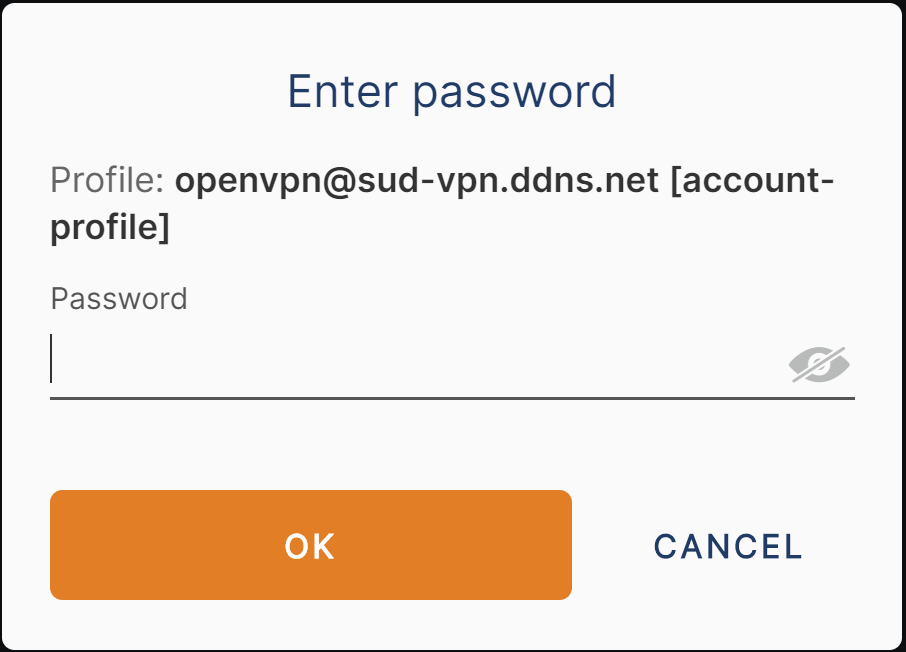 Enter password
Profile: openvpn@sud-vpn.ddns.net [account-
profile]
Password
OK
CANCEL